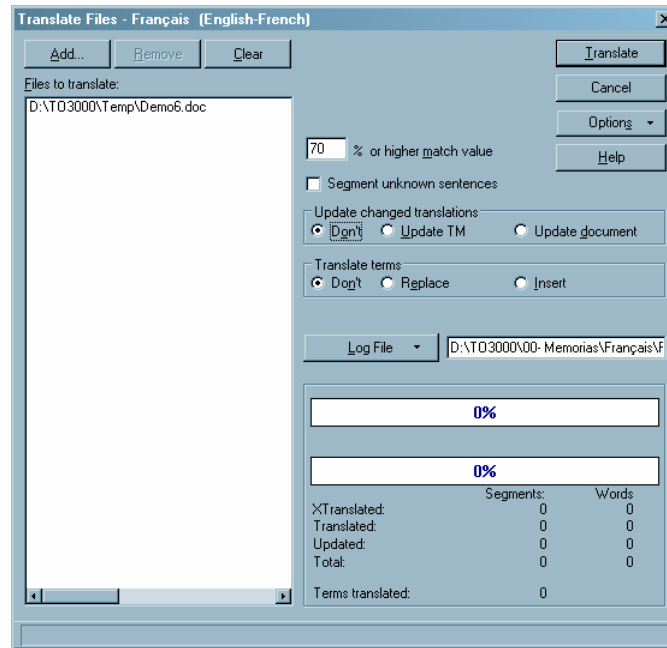 Translate Files - Français (English-French)
Add... Remove Clear Translate
Files to translate: Cancel
D:\TO3000\Temp\Demo6.doc
Options
70 % or higher match value Help
Segment unknown sentences
Update changed translations
Don't Update TM Update document
Translate terms
Don't Replace Insert
Log File D:\TO3000\00- Memorias\Français\F
0%
0%
Segments: Words
XTranslated: 0 0
Translated: 0 0
Updated: 0 0
Total: 0 0
Terms translated: 0